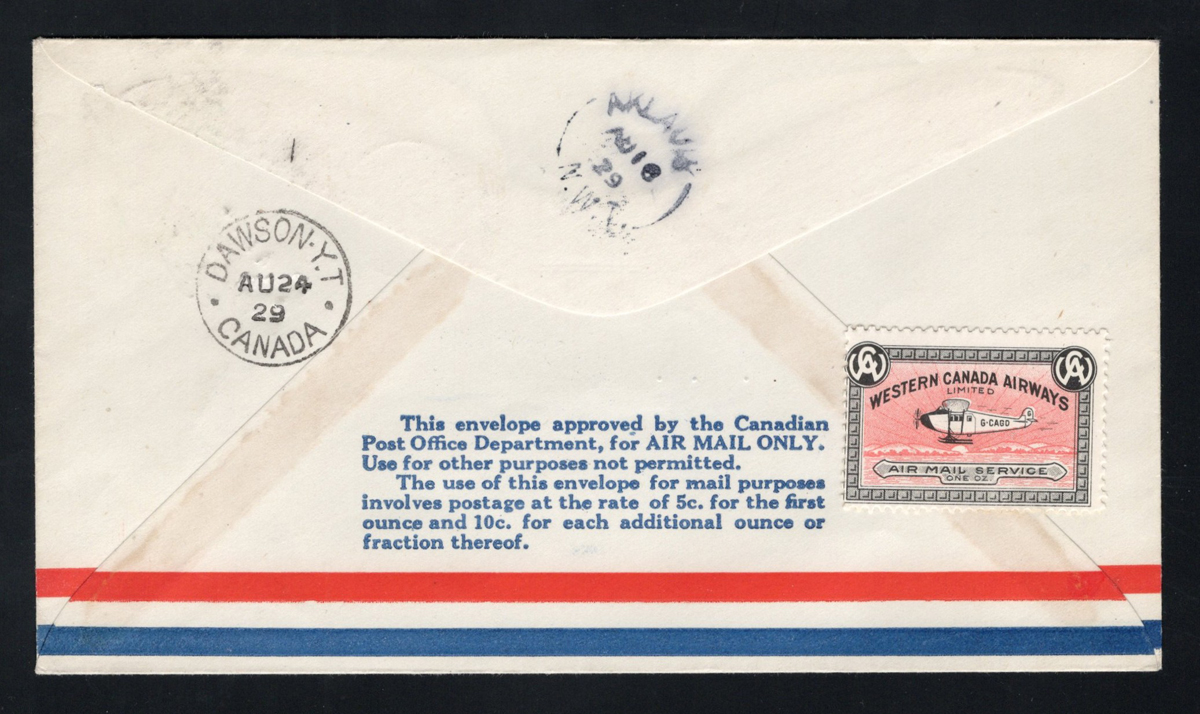 AKLAVIK
AU 18
29
N.W.T.
DAWSON·Y.T
AU 24
29
CANADA
WESTERN CANADA AIRWAYS
LIMITED
G-CAGD
AIR MAIL SERVICE
ONE OZ.
This envelope approved by the Canadian
Post Office Department, for AIR MAIL ONLY.
Use for other purposes not permitted.
The use of this envelope for mail purposes
involves postage at the rate of 5c. for the first
ounce and 10c. for each additional ounce or
fraction thereof.